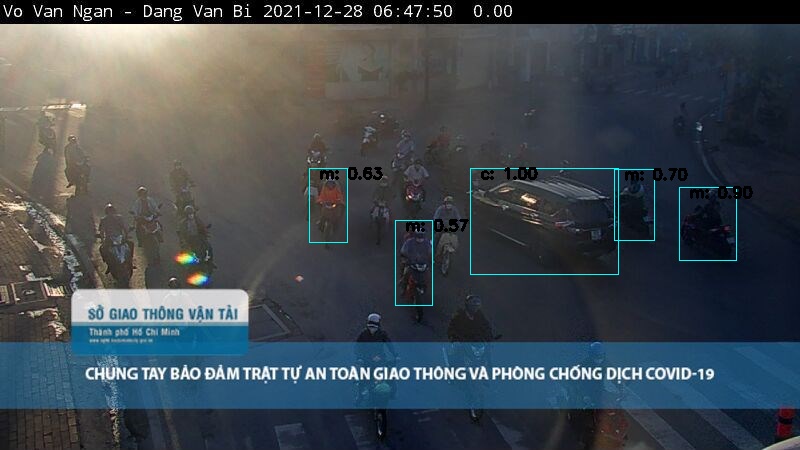 Vo Van Ngan - Dang Van Bi 2021-12-28 06:47:50 0.00
m: 0.63
c: 1.00
m: 0.70
m: 0.90
m: 0.57
SỞ GIAO THÔNG VẬN TẢI
Thành phố Hồ Chí Minh
CHUNG TAY BẢO ĐẢM TRẬT TỰ AN TOÀN GIAO THÔNG VÀ PHÒNG CHỐNG DỊCH COVID-19